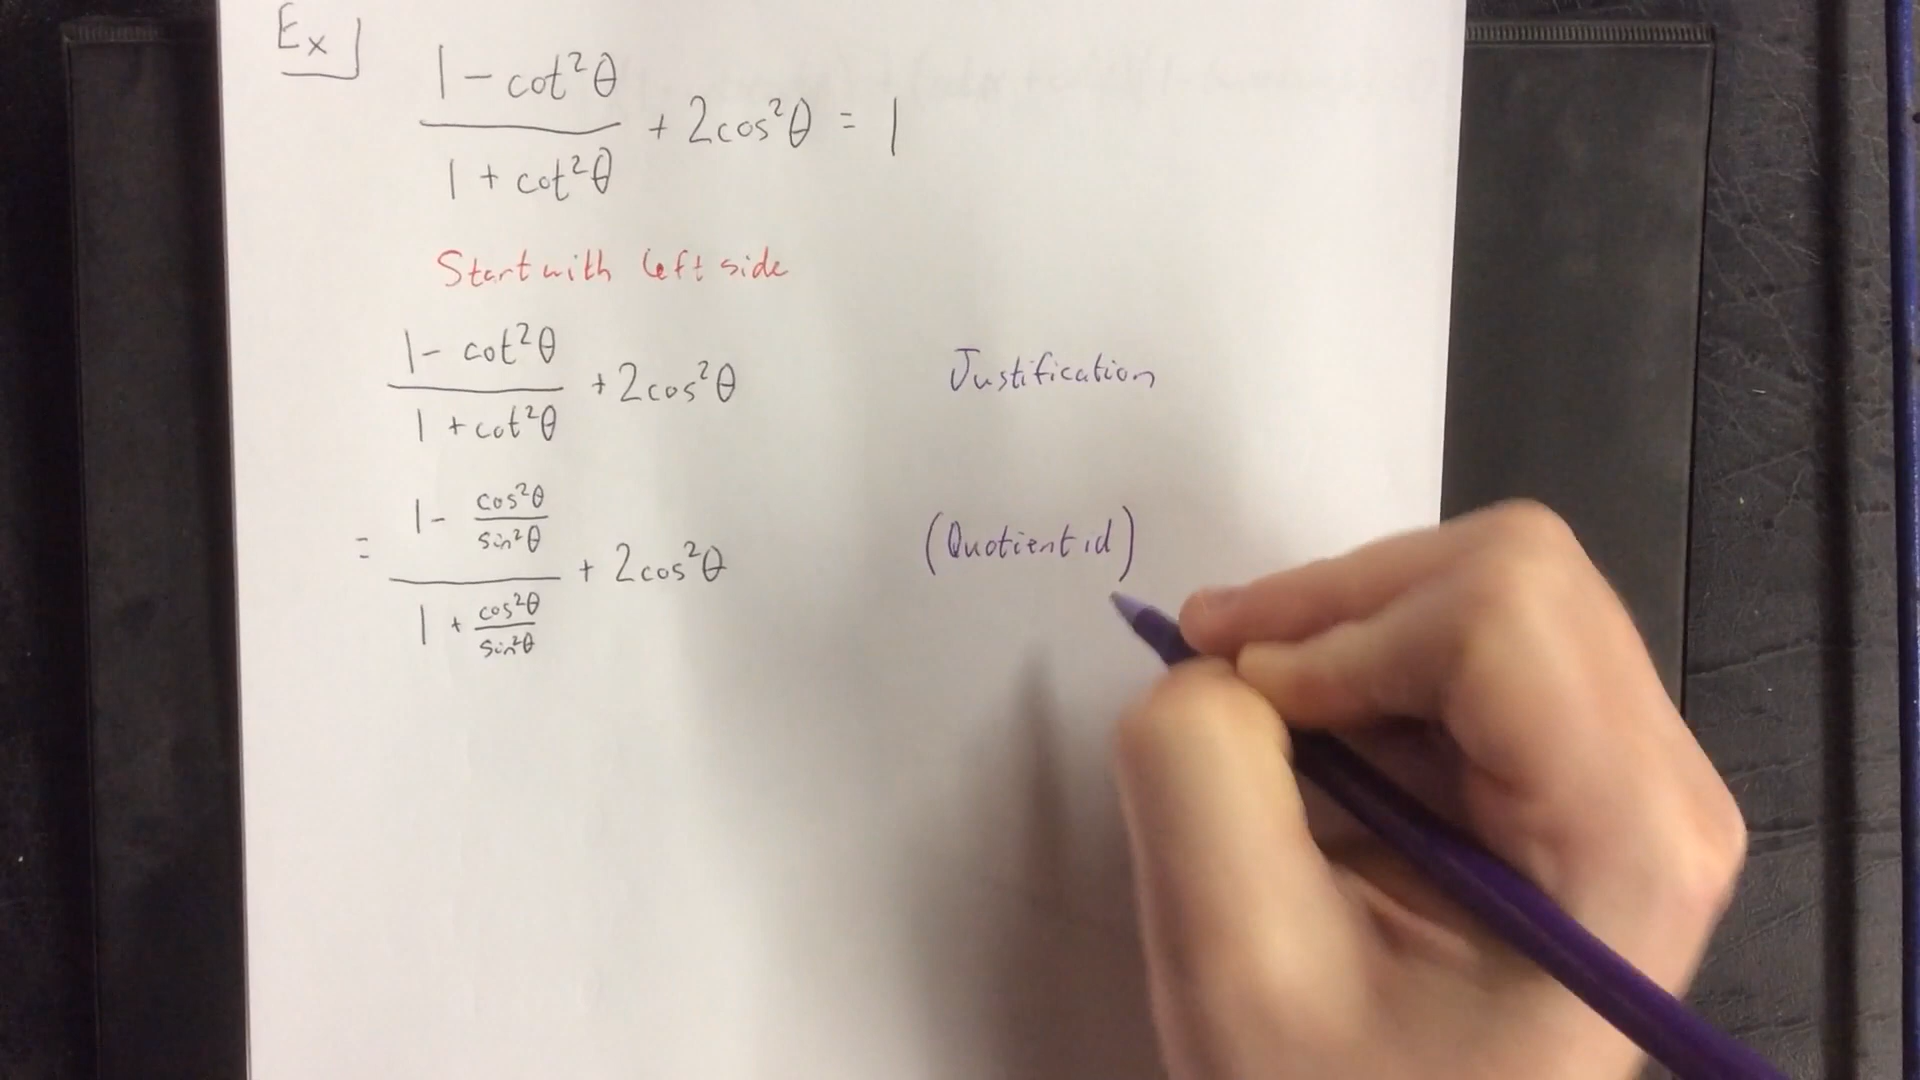 Ex
1 - cot²θ
1 + cot²θ
+ 2cos²θ = 1
Start with left side
1 - cot²θ
1 + cot²θ
+ 2cos²θ
Justification
= 1 - cos²θ/sin²θ
1 + cos²θ/sin²θ
+ 2cos²θ
(Quotient id)